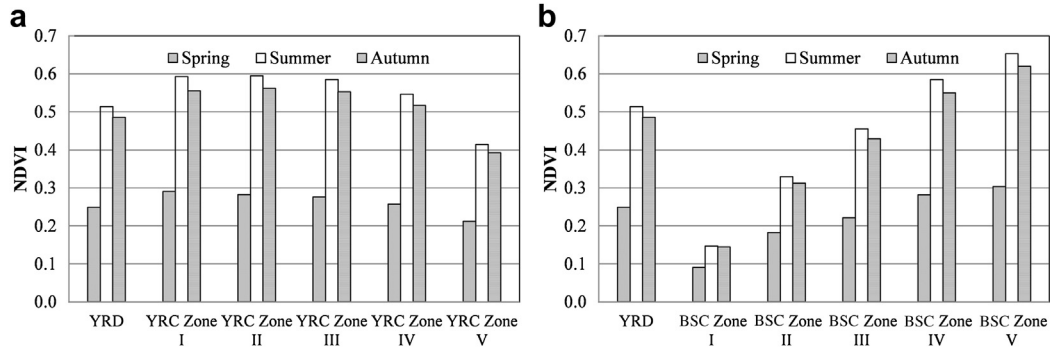 a
0.7
0.6
0.5
0.4
0.3
0.2
0.1
0.0
NDVI
Spring Summer Autumn
YRD YRC Zone YRC Zone YRC Zone YRC Zone YRC Zone
I II III IV V
b
0.7
0.6
0.5
0.4
0.3
0.2
0.1
0.0
NDVI
Spring Summer Autumn
YRD BSC Zone BSC Zone BSC Zone BSC Zone BSC Zone
I II III IV V